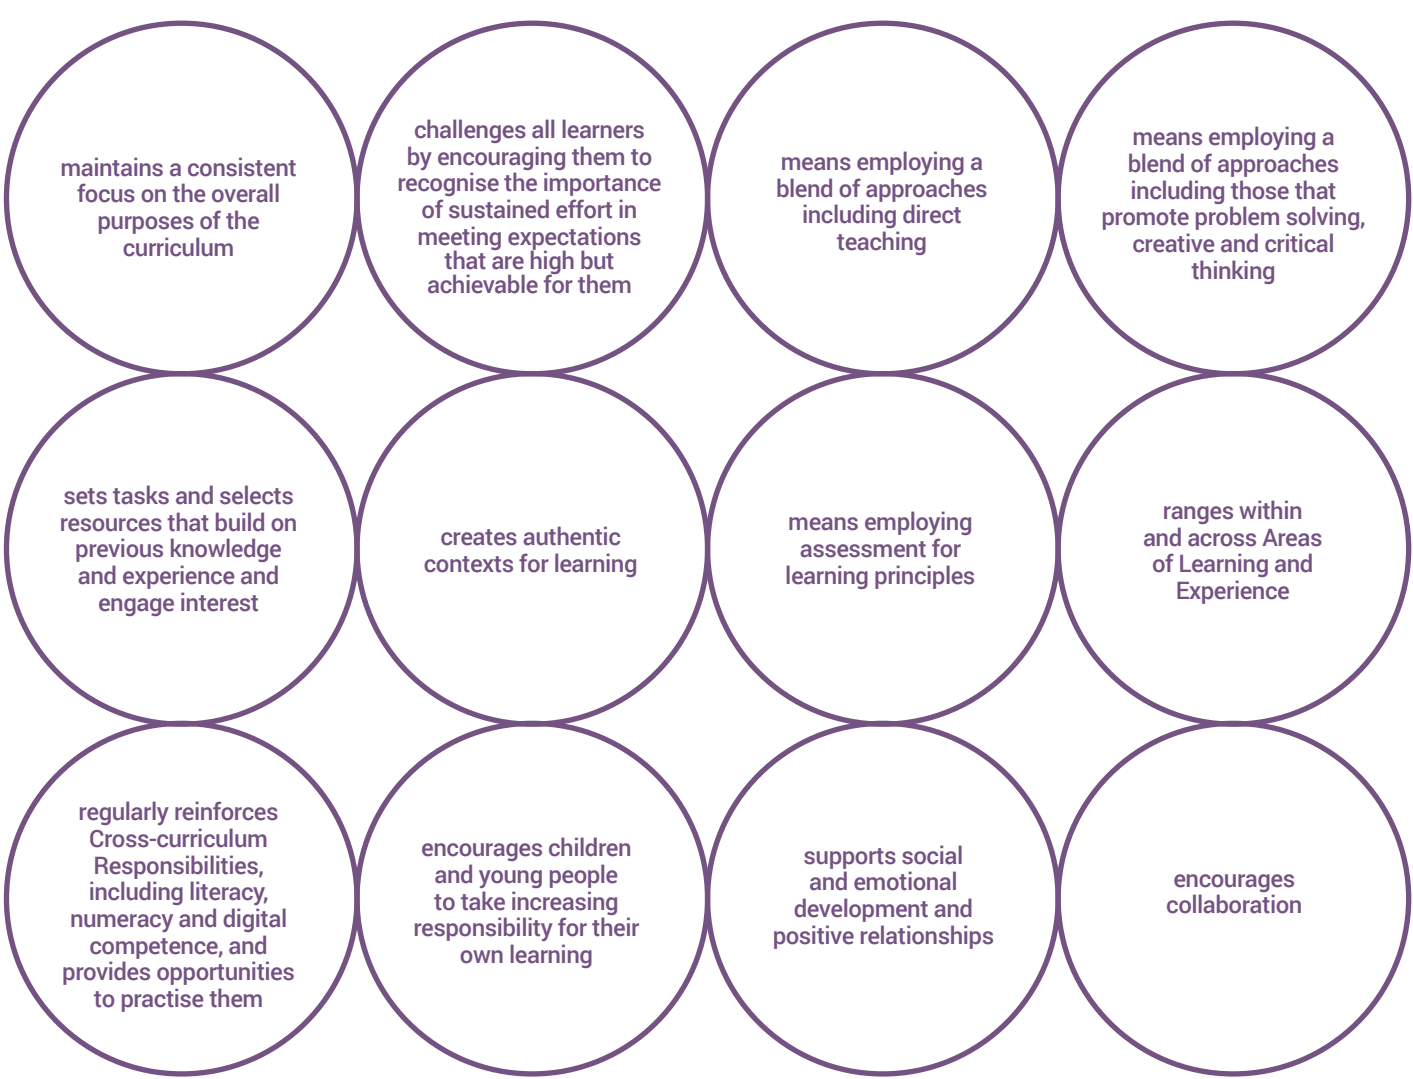 maintains a consistent
focus on the overall
purposes of the
curriculum
challenges all learners
by encouraging them to
recognise the importance
of sustained effort in
meeting expectations
that are high but
achievable for them
means employing a
blend of approaches
including direct
teaching
means employing a
blend of approaches
including those that
promote problem solving,
creative and critical
thinking
sets tasks and selects
resources that build on
previous knowledge
and experience and
engage interest
creates authentic
contexts for learning
means employing
assessment for
learning principles
ranges within
and across Areas
of Learning and
Experience
regularly reinforces
Cross-curriculum
Responsibilities,
including literacy,
numeracy and digital
competence, and
provides opportunities
to practise them
encourages children
and young people
to take increasing
responsibility for their
own learning
supports social
and emotional
development and
positive relationships
encourages
collaboration